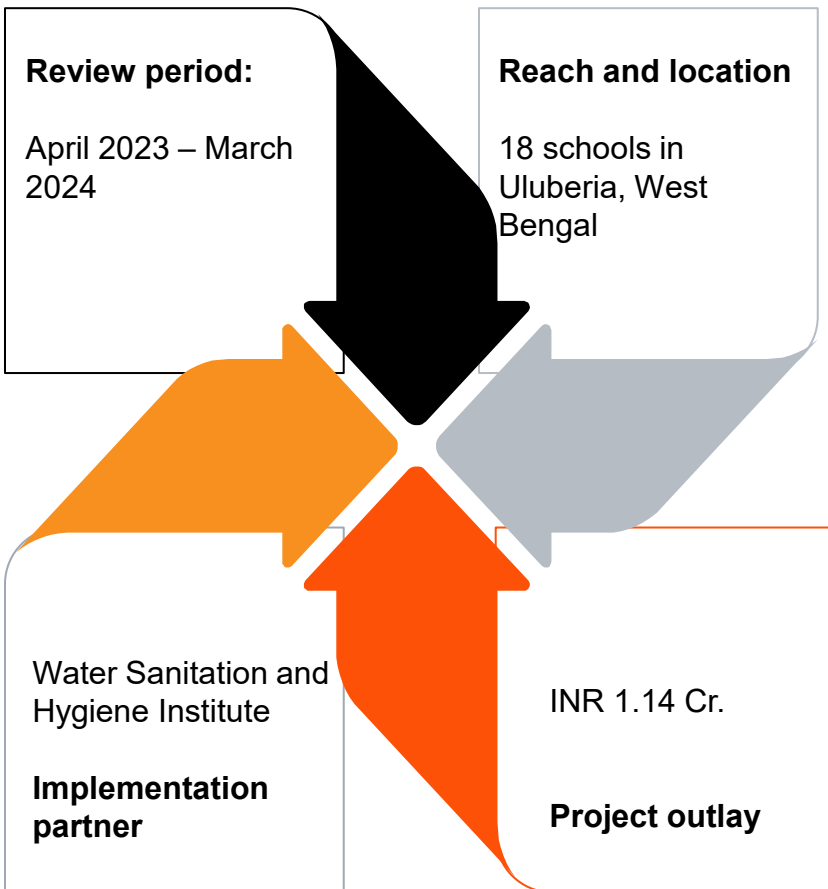 Review period:
April 2023 – March
2024
Reach and location
18 schools in
Uluberia, West
Bengal
Water Sanitation and
Hygiene Institute
Implementation
partner
INR 1.14 Cr.
Project outlay